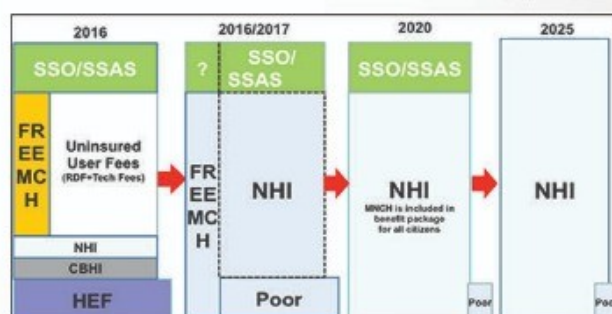 2016
2016/2017
2020
2025
SSO/SSAS
? SSO/
SSAS
SSO/SSAS
FR
EE
MC
H
Uninsured
User Fees
(RDF+Tech Fees)
NHI
CBHI
HEF
FR
EE
MC
H
NHI
Poor
NHI
MNCH is included in
benefit package
for all citizens
Poor
NHI
Poor